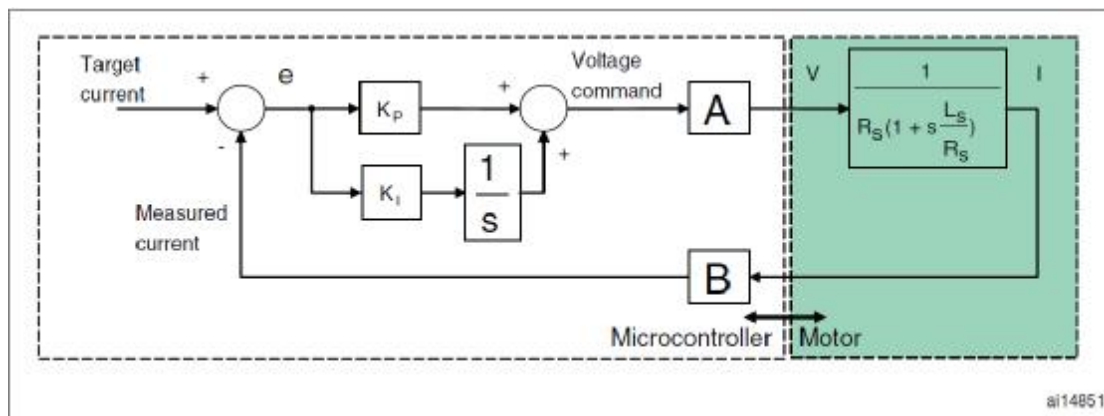 Target
current
+
e
-
K_P
K_I
1
s
+
+
Voltage
command
A
V
1
R_S(1 + s L_S/R_S)
I
Measured
current
B
Microcontroller
Motor
ai14851